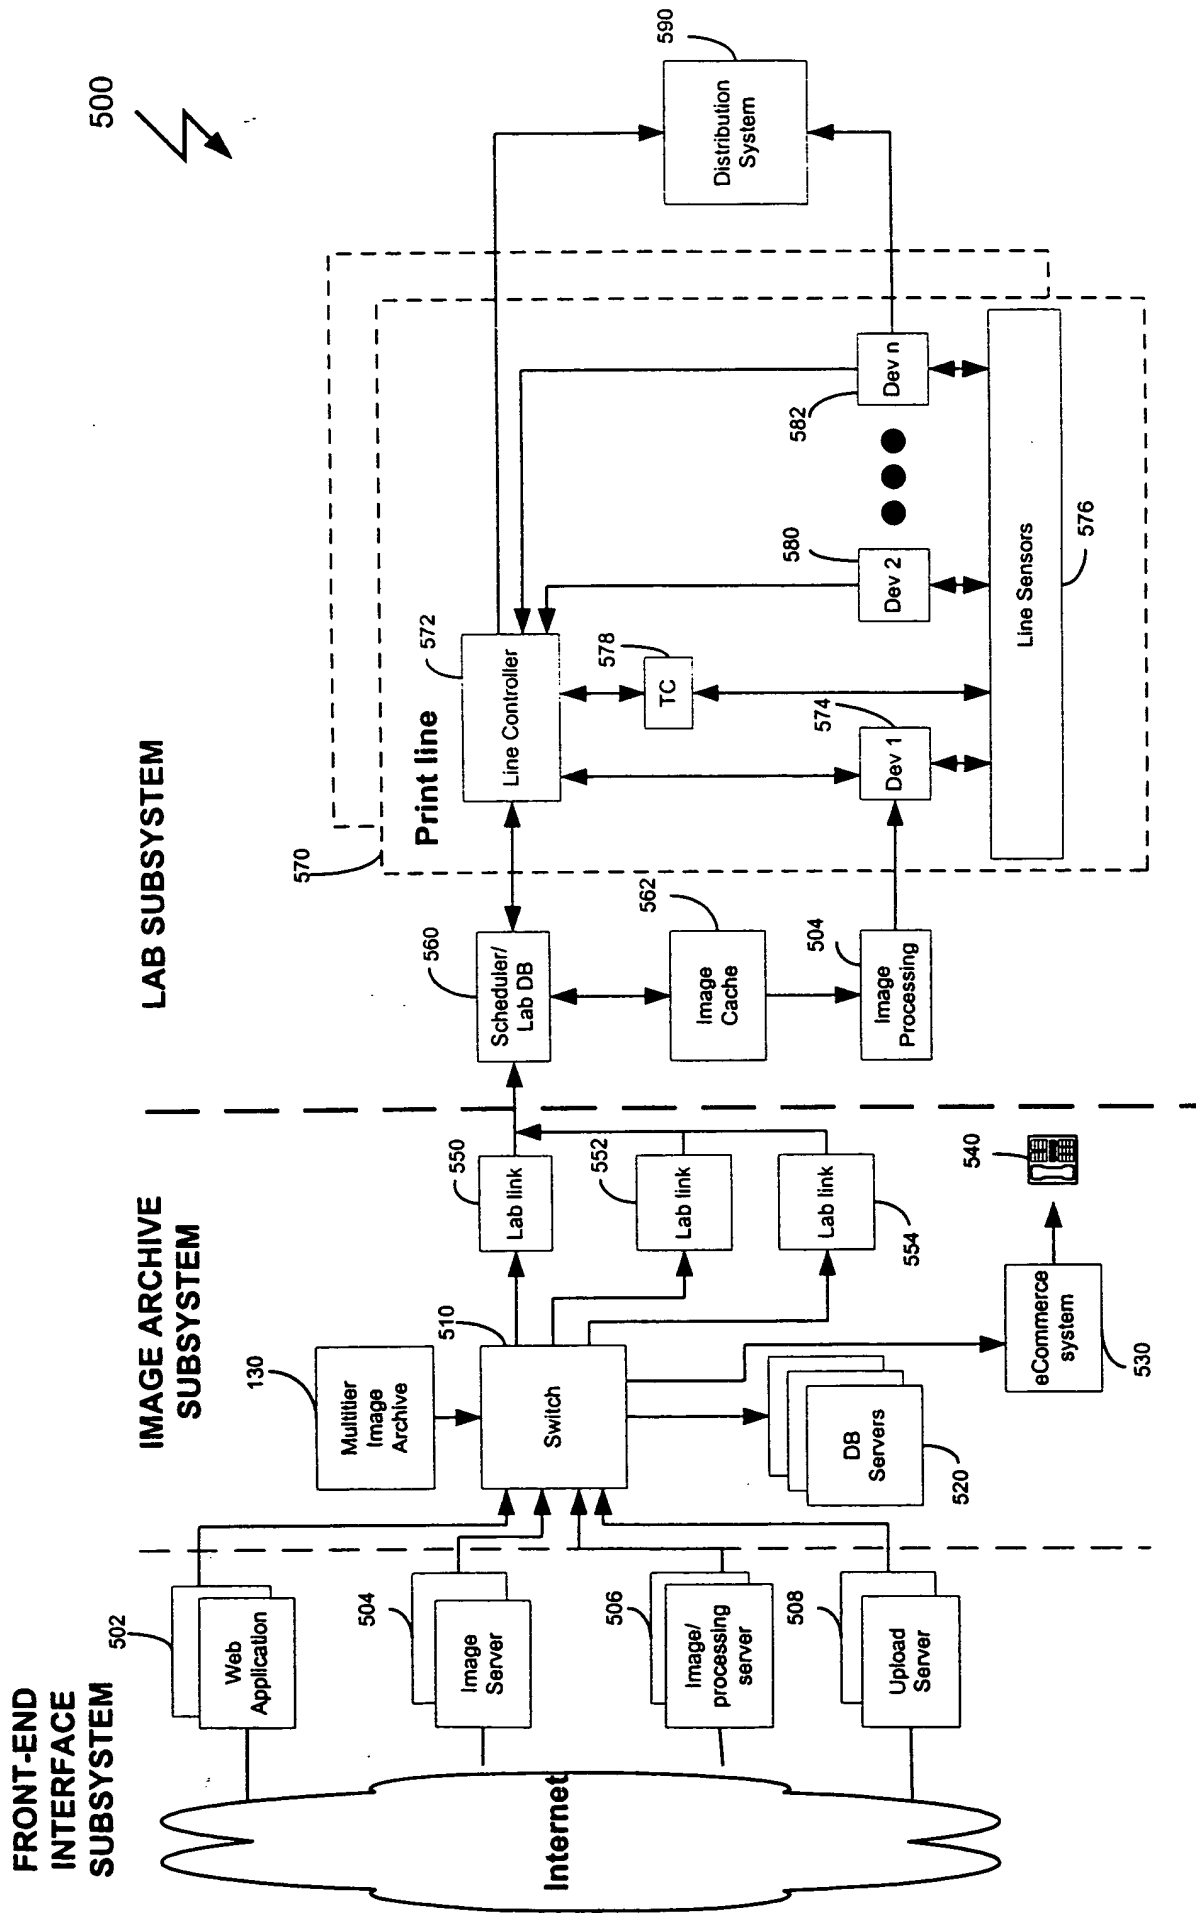 500
FRONT-END
INTERFACE
SUBSYSTEM
IMAGE ARCHIVE
SUBSYSTEM
LAB SUBSYSTEM
Internet
502
Web
Application
504
Image
Server
506
Image/
processing
server
508
Upload
Server
130
Multitier
Image
Archive
510
Switch
DB
Servers
520
eCommerce
system
530
540
550
Lab link
552
Lab link
Lab link
554
560
Scheduler/
Lab DB
562
Image
Cache
504
Image
Processing
570
Print line
572
Line Controller
578
TC
574
Dev 1
580
Dev 2
582
Dev n
Line Sensors
576
590
Distribution
System